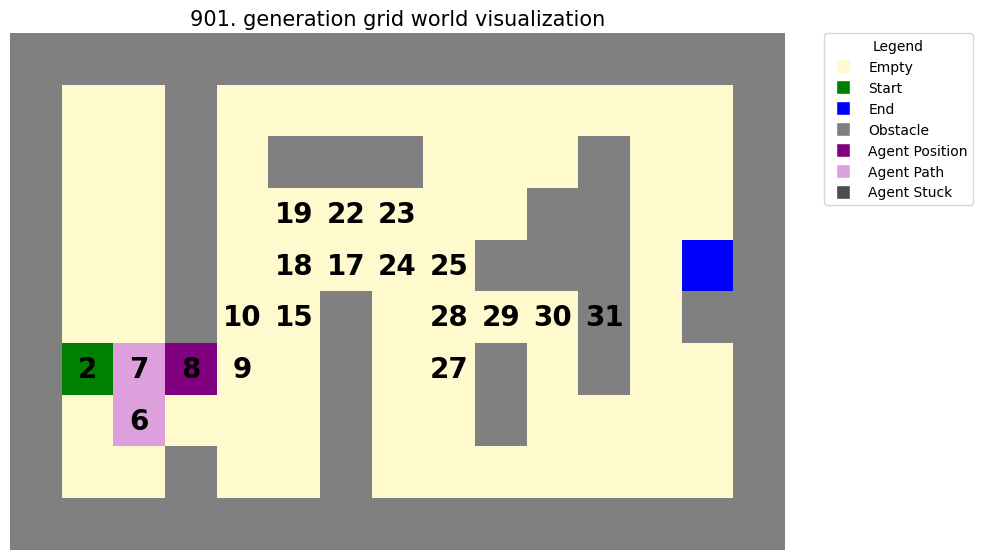 901. generation grid world visualization
Legend
Empty
Start
End
Obstacle
Agent Position
Agent Path
Agent Stuck
19 22 23
18 17 24 25
10 15 28 29 30 31
2 7 8 9 27
6